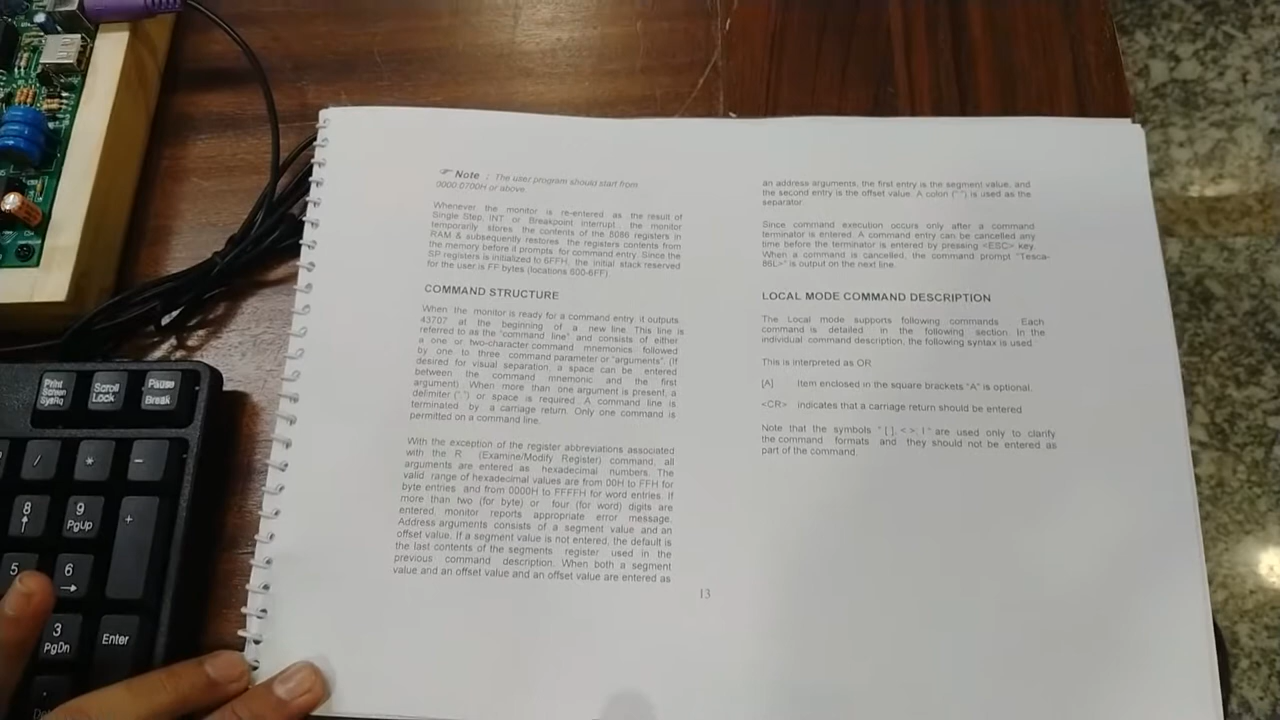 Note : The user program should start from
0000:0700H or above.
Whenever the monitor is re-entered as the result of
Single Step, INT or Breakpoint Interrupt, the monitor
temporarily stores the contents of the 8086 registers in
RAM & subsequently restores the registers contents from
the memory before it prompts for command entry. Since the
SP registers is initialized to 6FFH, the initial stack reserved
for the user is FF bytes (locations 600-6FF)
COMMAND STRUCTURE
When the monitor is ready for a command entry it outputs
43707 at the beginning of a new line. This line is
referred to as the "command line" and consists of either
a one or two-character command mnemonics followed
by one to three command parameter or "arguments". (If
desired for visual separation, a space can be entered
between the command mnemonic and the first
argument). When more than one argument is present, a
delimiter (",") or space is required. A command line is
terminated by a carriage return. Only one command is
permitted on a command line.
With the exception of the register abbreviations associated
with the R (Examine/Modify Register) command, all
arguments are entered as hexadecimal numbers. The
valid range of hexadecimal values are from 00H to FFH for
byte entries and from 0000H to FFFFH for word entries. If
more than two (for byte) or four (for word) digits are
entered, monitor reports appropriate error message.
Address arguments consists of a segment value and an
offset value. If a segment value is not entered, the default is
the last contents of the segments register used in the
previous command description. When both a segment
value and an offset value and an offset value are entered as
an address arguments, the first entry is the segment value, and
the second entry is the offset value. A colon (":") is used as the
separator.
Since command execution occurs only after a command
terminator is entered. A command entry can be cancelled any
time before the terminator is entered by pressing <ESC> key.
When a command is cancelled, the command prompt "Tesca-
86L>" is output on the next line.
LOCAL MODE COMMAND DESCRIPTION
The Local mode supports following commands. Each
command is detailed in the following section. In the
individual command description, the following syntax is used
This is interpreted as OR
[A] Item enclosed in the square brackets "A" is optional.
<CR> indicates that a carriage return should be entered
Note that the symbols "[ ], < >, |" are used only to clarify
the command formats and they should not be entered as
part of the command.
13
Print Screen SysRq
Scroll Lock
Pause Break
/ * -
8 9 PgUp +
5 6
3 PgDn Enter